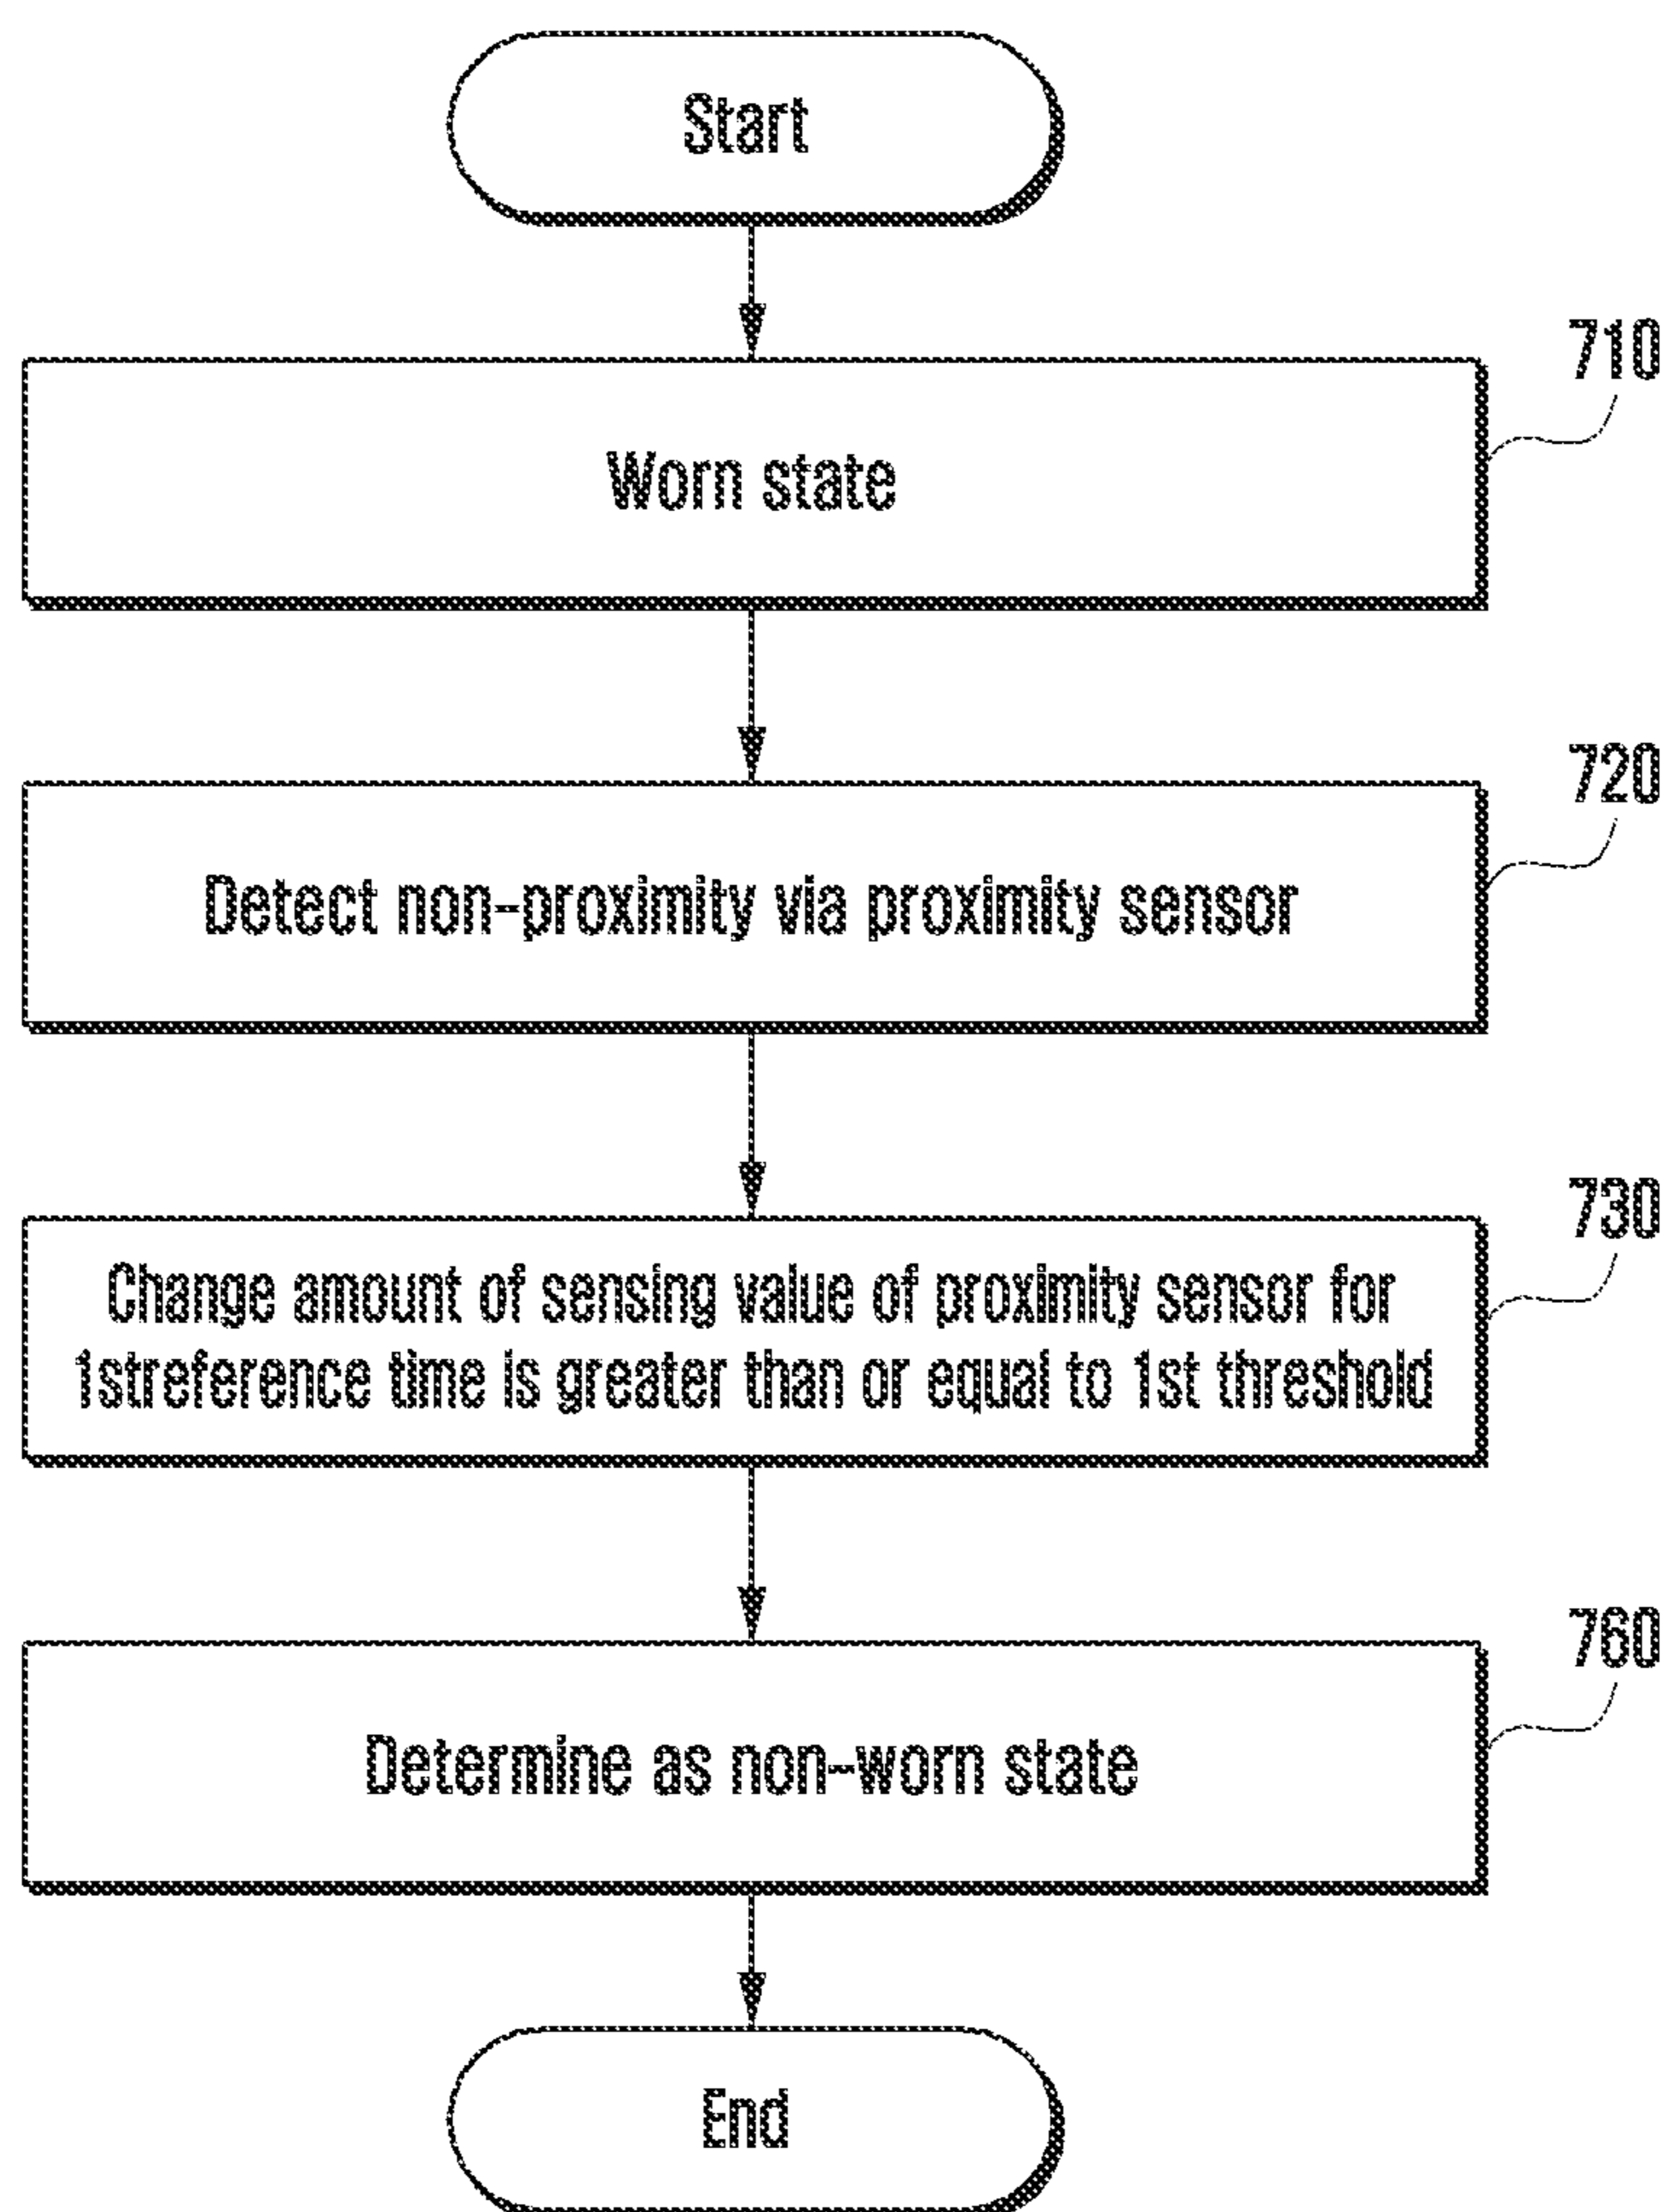 Start
710
Worn state
720
Detect non-proximity via proximity sensor
730
Change amount of sensing value of proximity sensor for
1streference time is greater than or equal to 1st threshold
760
Determine as non-worn state
End